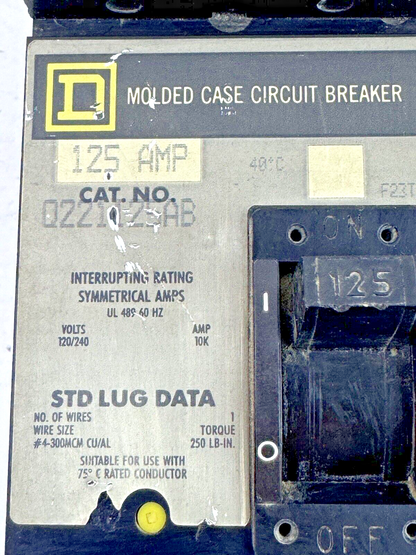 D
MOLDED CASE CIRCUIT BREAKER
125 AMP
40°C
CAT. NO.
ON
125
INTERRUPTING RATING
SYMMETRICAL AMPS
UL 489 60 HZ
VOLTS AMP
120/240 10K
STD LUG DATA
NO. OF WIRES 1
WIRE SIZE TORQUE
#4-300MCM CU/AL 250 LB-IN.
SUITABLE FOR USE WITH
75° C RATED CONDUCTOR
OFF